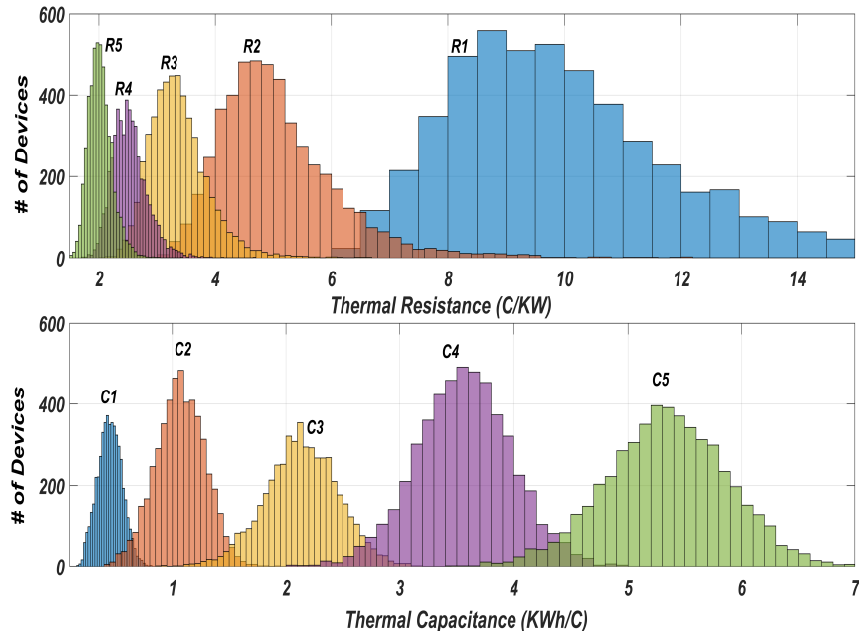 600
R5
R3
R2
R1
400
R4
# of Devices
200
0
2
4
6
8
10
12
14
Thermal Resistance (C/KW)
600
C2
C4
C1
C5
400
C3
# of Devices
200
0
1
2
3
4
5
6
7
Thermal Capacitance (KWh/C)